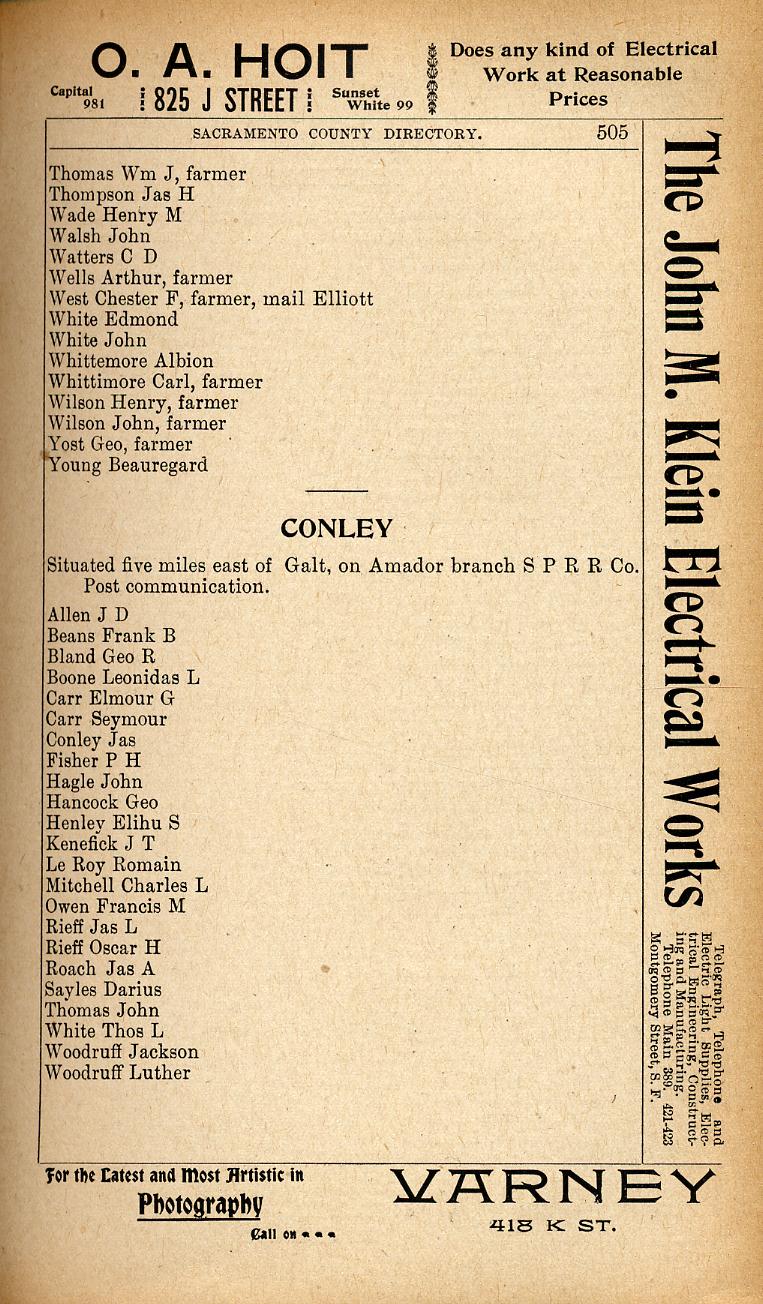 O. A. HOIT
Capital 981
825 J STREET
Sunset White 99
Does any kind of Electrical
Work at Reasonable
Prices
SACRAMENTO COUNTY DIRECTORY. 505
Thomas Wm J, farmer
Thompson Jas H
Wade Henry M
Walsh John
Watters C D
Wells Arthur, farmer
West Chester F, farmer, mail Elliott
White Edmond
White John
Whittemore Albion
Whittimore Carl, farmer
Wilson Henry, farmer
Wilson John, farmer
Yost Geo, farmer
Young Beauregard
CONLEY
Situated five miles east of Galt, on Amador branch S P R R Co.
Post communication.
Allen J D
Beans Frank B
Bland Geo R
Boone Leonidas L
Carr Elmour G
Carr Seymour
Conley Jas
Fisher P H
Hagle John
Hancock Geo
Henley Elihu S
Kenefick J T
Le Roy Romain
Mitchell Charles L
Owen Francis M
Rieff Jas L
Rieff Oscar H
Roach Jas A
Sayles Darius
Thomas John
White Thos L
Woodruff Jackson
Woodruff Luther
The John M. Klein Electrical Works
Telegraph, Telephone and
Electric Light Supplies, Elec-
trical Engineering, Construct-
ing and Manufacturing.
Telephone Main 389. 421-423
Montgomery Street, S. F.
For the Latest and Most Artistic in
Photography
Call on
VARNEY
418 K ST.